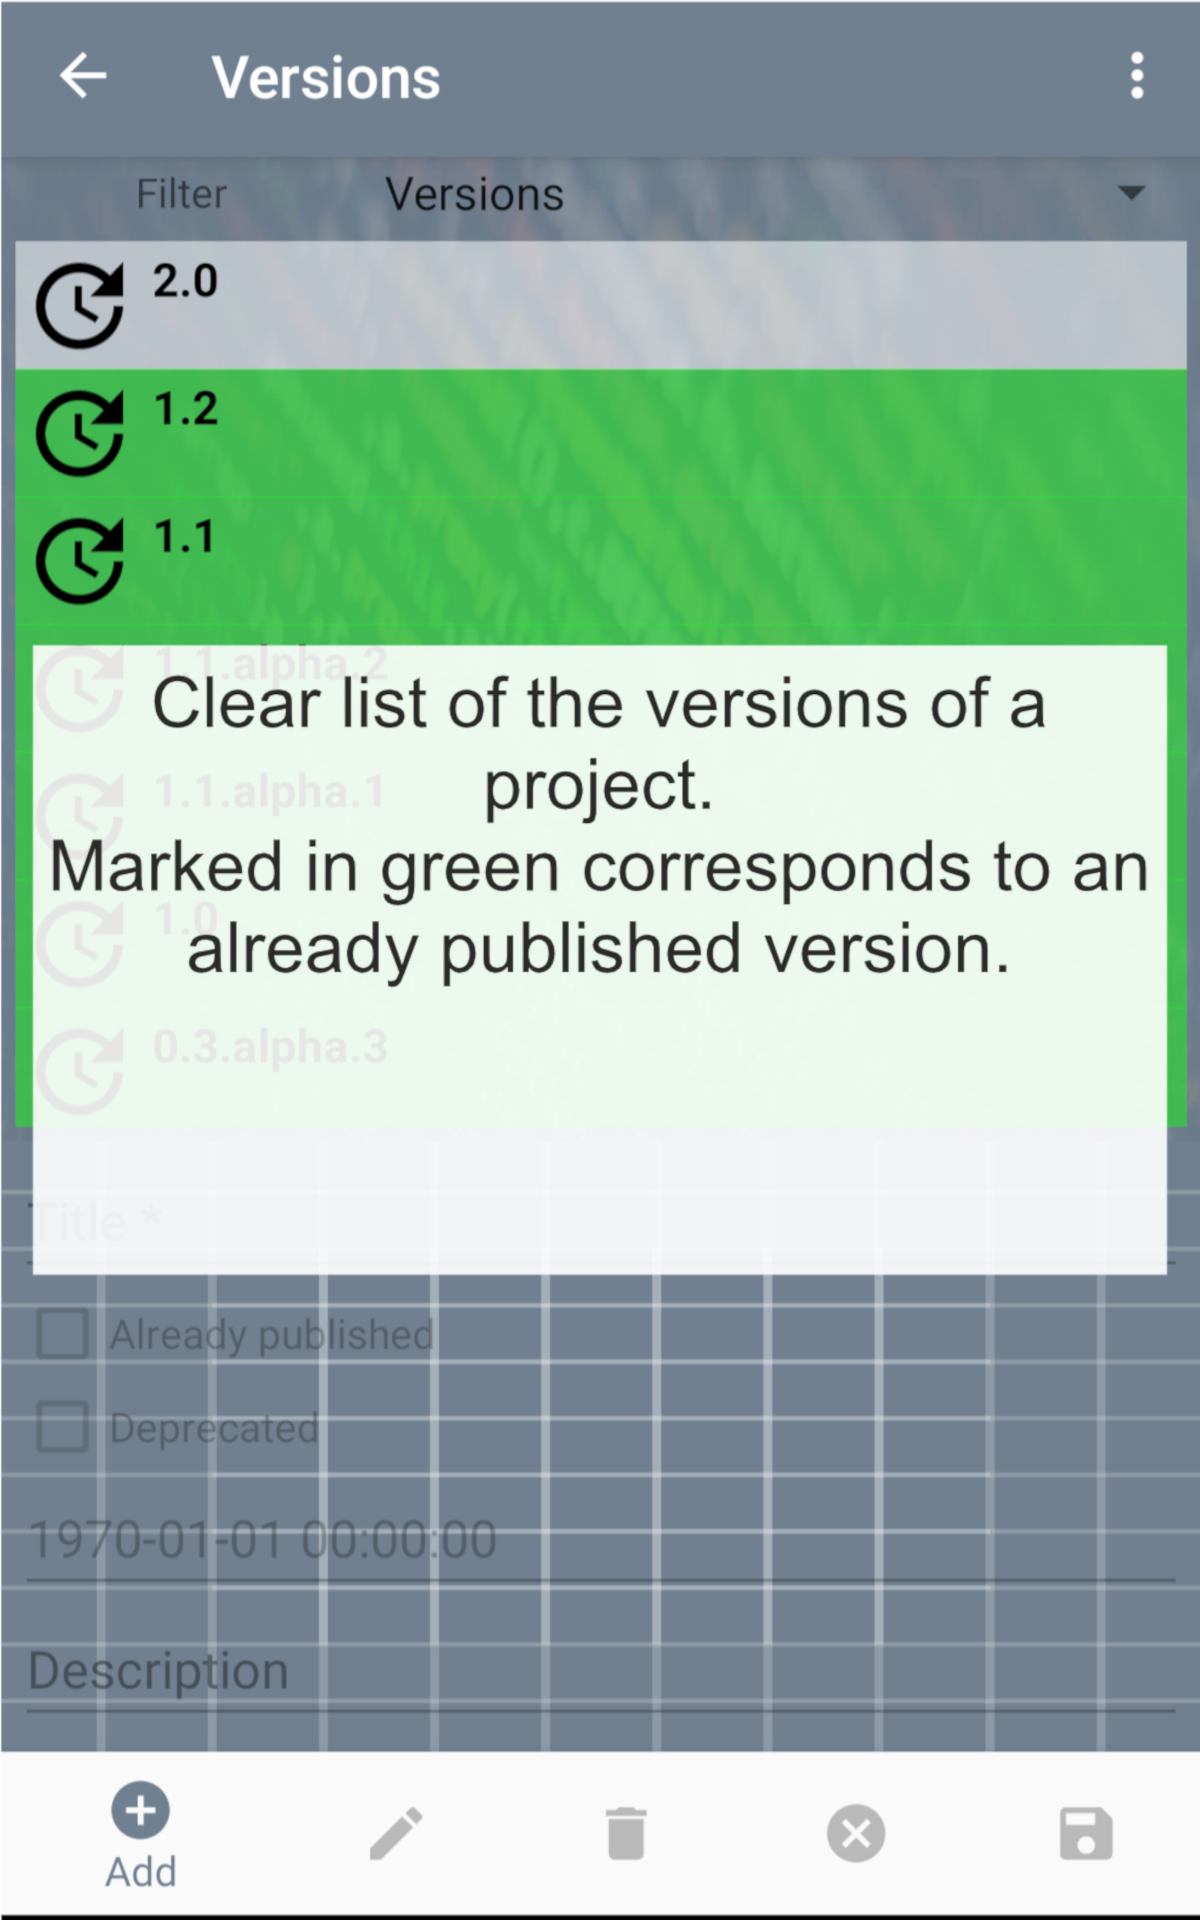 Versions
Filter Versions
2.0
1.2
1.1
1.1.alpha.2
Clear list of the versions of a
project.
1.1.alpha.1
Marked in green corresponds to an
1.0
already published version.
0.3.alpha.3
Title *
Already published
Deprecated
1970-01-01 00:00:00
Description
Add